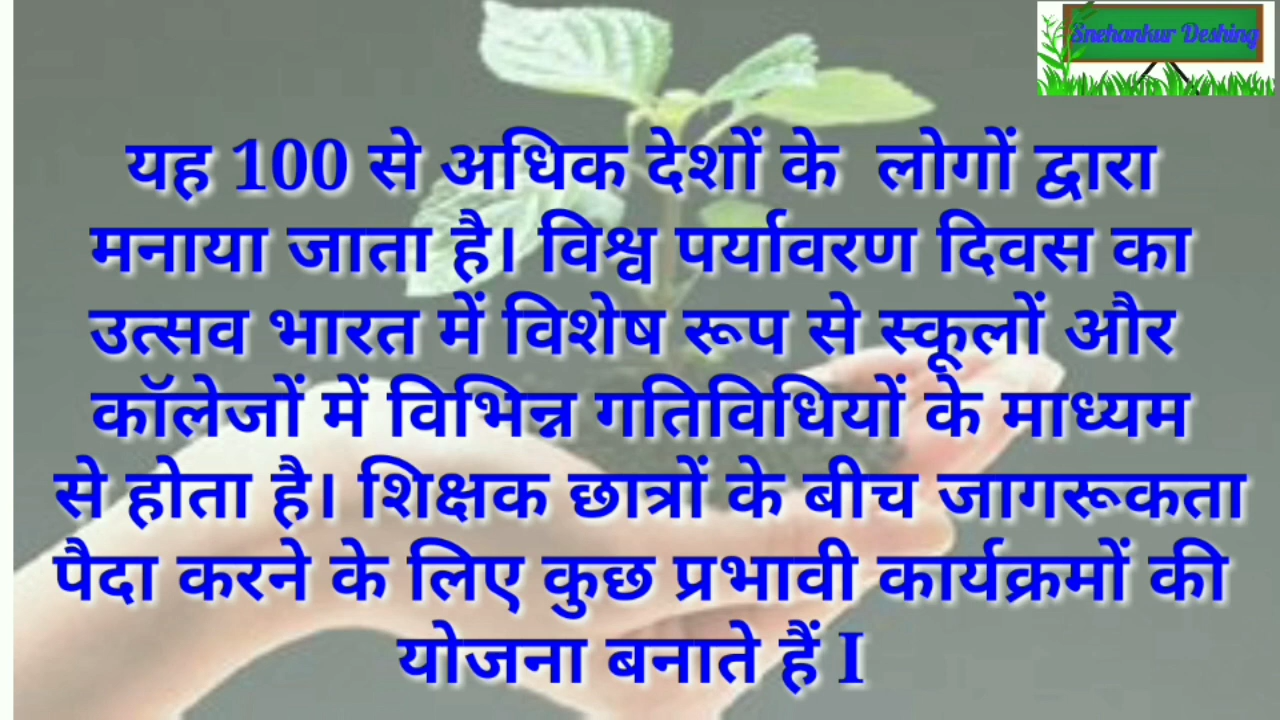 Snehankur Deshing
यह 100 से अधिक देशों के लोगों द्वारा
मनाया जाता है। विश्व पर्यावरण दिवस का
उत्सव भारत में विशेष रूप से स्कूलों और
कॉलेजों में विभिन्न गतिविधियों के माध्यम
से होता है। शिक्षक छात्रों के बीच जागरूकता
पैदा करने के लिए कुछ प्रभावी कार्यक्रमों की
योजना बनाते हैं I